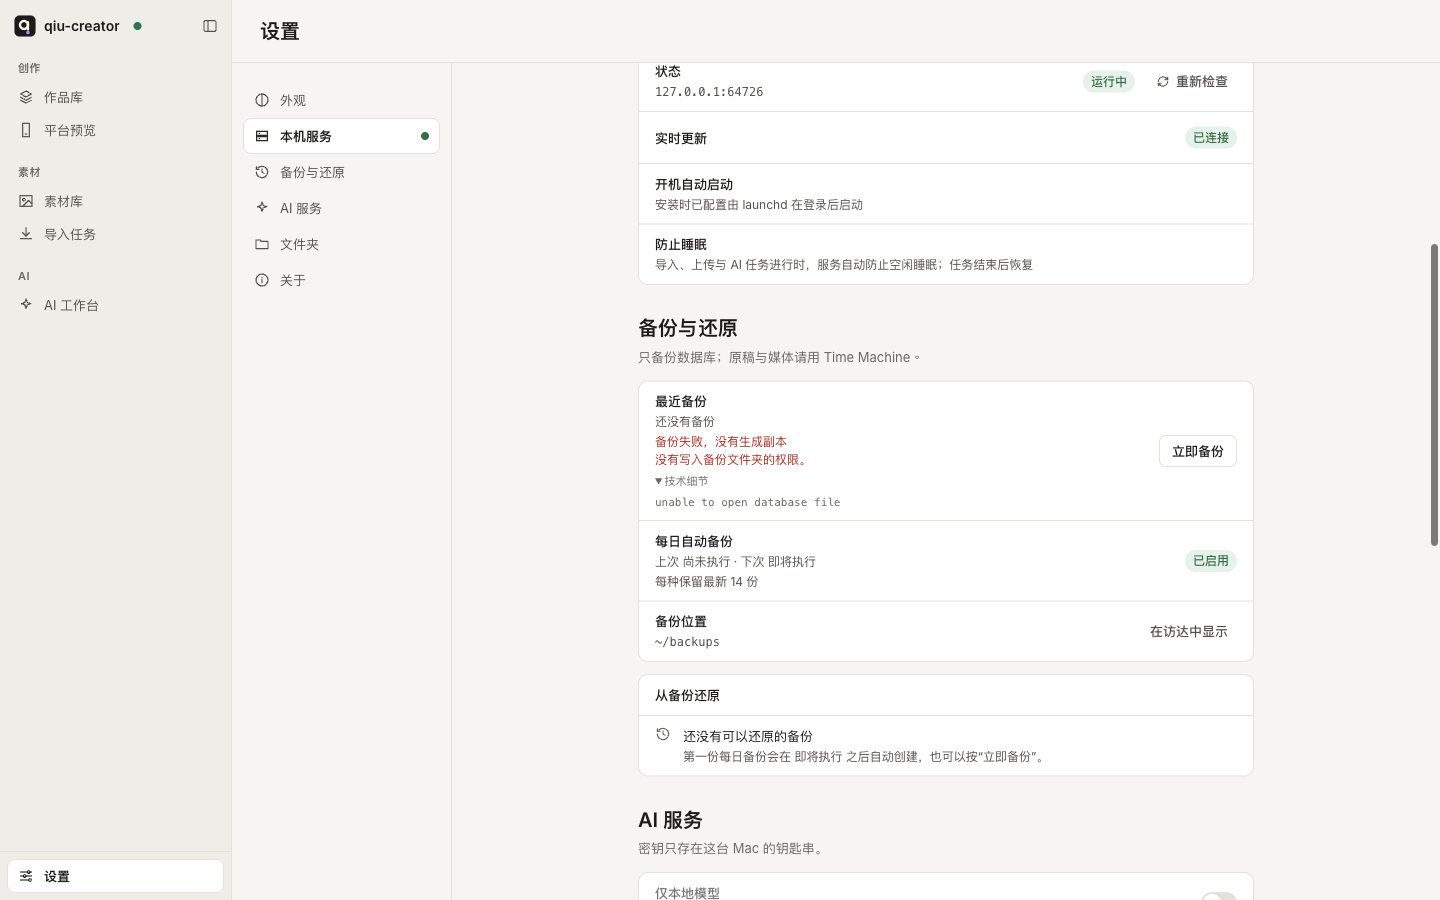 qiu-creator
创作
作品库
平台预览
素材
素材库
导入任务
AI
AI 工作台
设置
设置
外观
本机服务
备份与还原
AI 服务
文件夹
关于
状态
127.0.0.1:64726
运行中
重新检查
实时更新
已连接
开机自动启动
安装时已配置由 launchd 在登录后启动
防止睡眠
导入、上传与 AI 任务进行时，服务自动防止空闲睡眠；任务结束后恢复
备份与还原
只备份数据库；原稿与媒体请用 Time Machine。
最近备份
还没有备份
备份失败，没有生成副本
没有写入备份文件夹的权限。
立即备份
▼技术细节
unable to open database file
每日自动备份
上次 尚未执行 · 下次 即将执行
每种保留最新 14 份
已启用
备份位置
~/backups
在访达中显示
从备份还原
还没有可以还原的备份
第一份每日备份会在 即将执行 之后自动创建，也可以按“立即备份”。
AI 服务
密钥只存在这台 Mac 的钥匙串。
仅本地模型